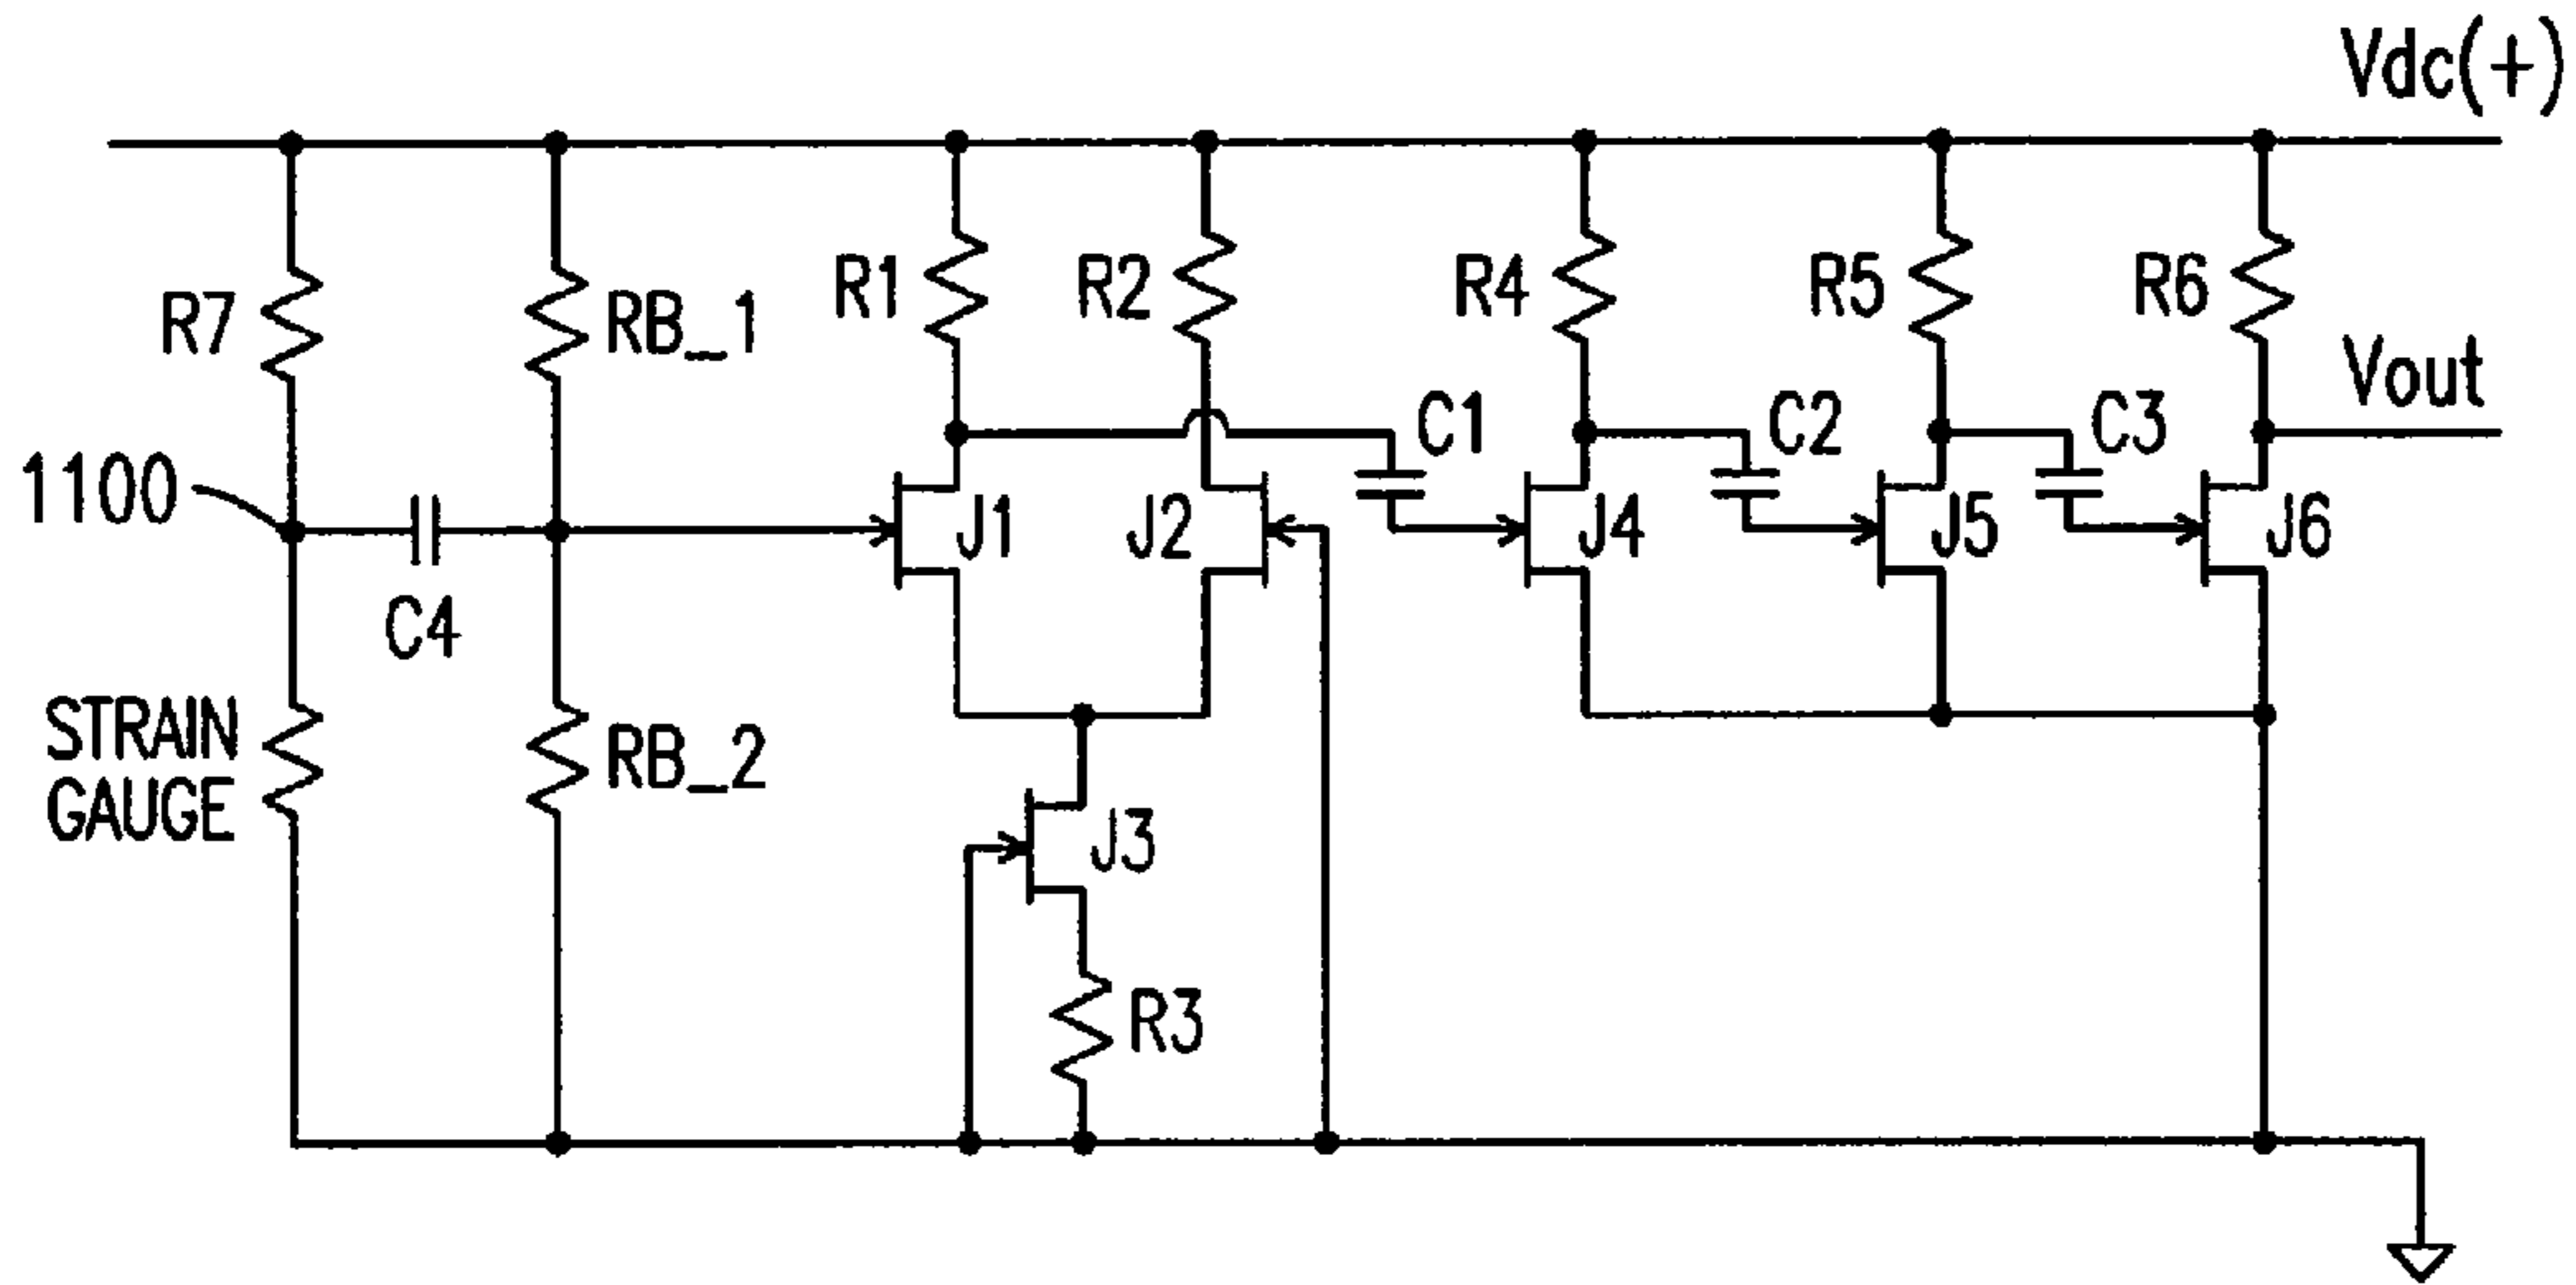 Vdc(+)
R7
RB_1
R1
R2
R4
R5
R6
Vout
1100
C4
J1
J2
C1
J4
C2
J5
C3
J6
STRAIN
GAUGE
RB_2
J3
R3